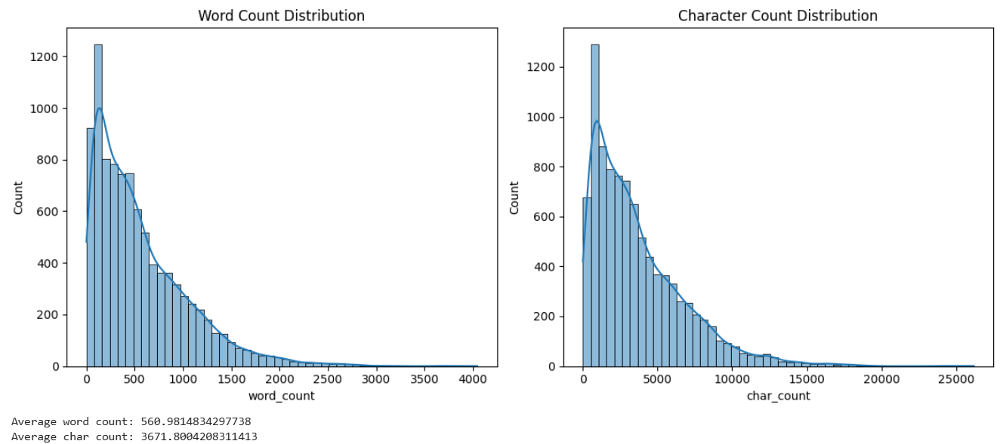 Word Count Distribution
1200
1000
800
600
400
200
0
Count
0 500 1000 1500 2000 2500 3000 3500 4000
word_count
Character Count Distribution
1200
1000
800
600
400
200
0
Count
0 5000 10000 15000 20000 25000
char_count
Average word count: 560.9814834297738
Average char count: 3671.8004208311413